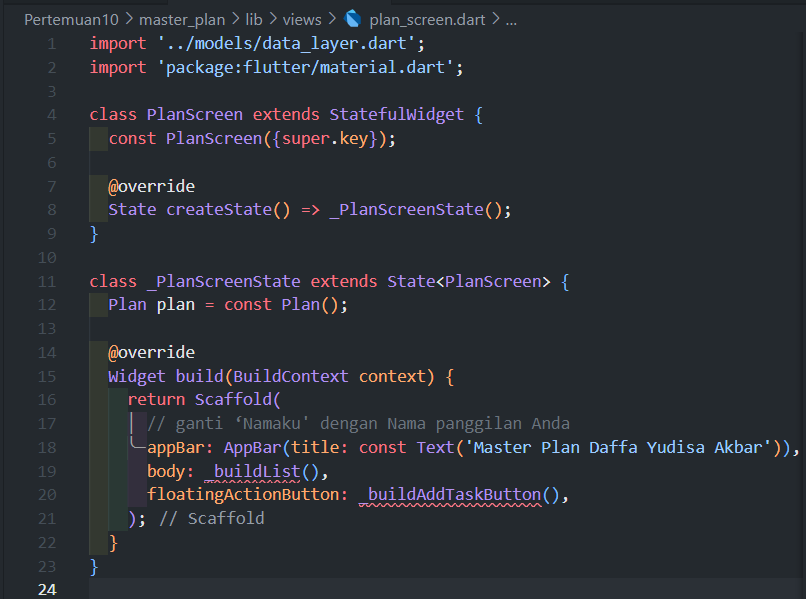 Pertemuan10 > master_plan > lib > views > plan_screen.dart > ...
1 import '../models/data_layer.dart';
2 import 'package:flutter/material.dart';
3
4 class PlanScreen extends StatefulWidget {
5   const PlanScreen({super.key});
6
7   @override
8   State createState() => _PlanScreenState();
9 }
10
11 class _PlanScreenState extends State<PlanScreen> {
12   Plan plan = const Plan();
13
14   @override
15   Widget build(BuildContext context) {
16     return Scaffold(
17       // ganti ‘Namaku' dengan Nama panggilan Anda
18       appBar: AppBar(title: const Text('Master Plan Daffa Yudisa Akbar')),
19       body: _buildList(),
20       floatingActionButton: _buildAddTaskButton(),
21     ); // Scaffold
22   }
23 }
24